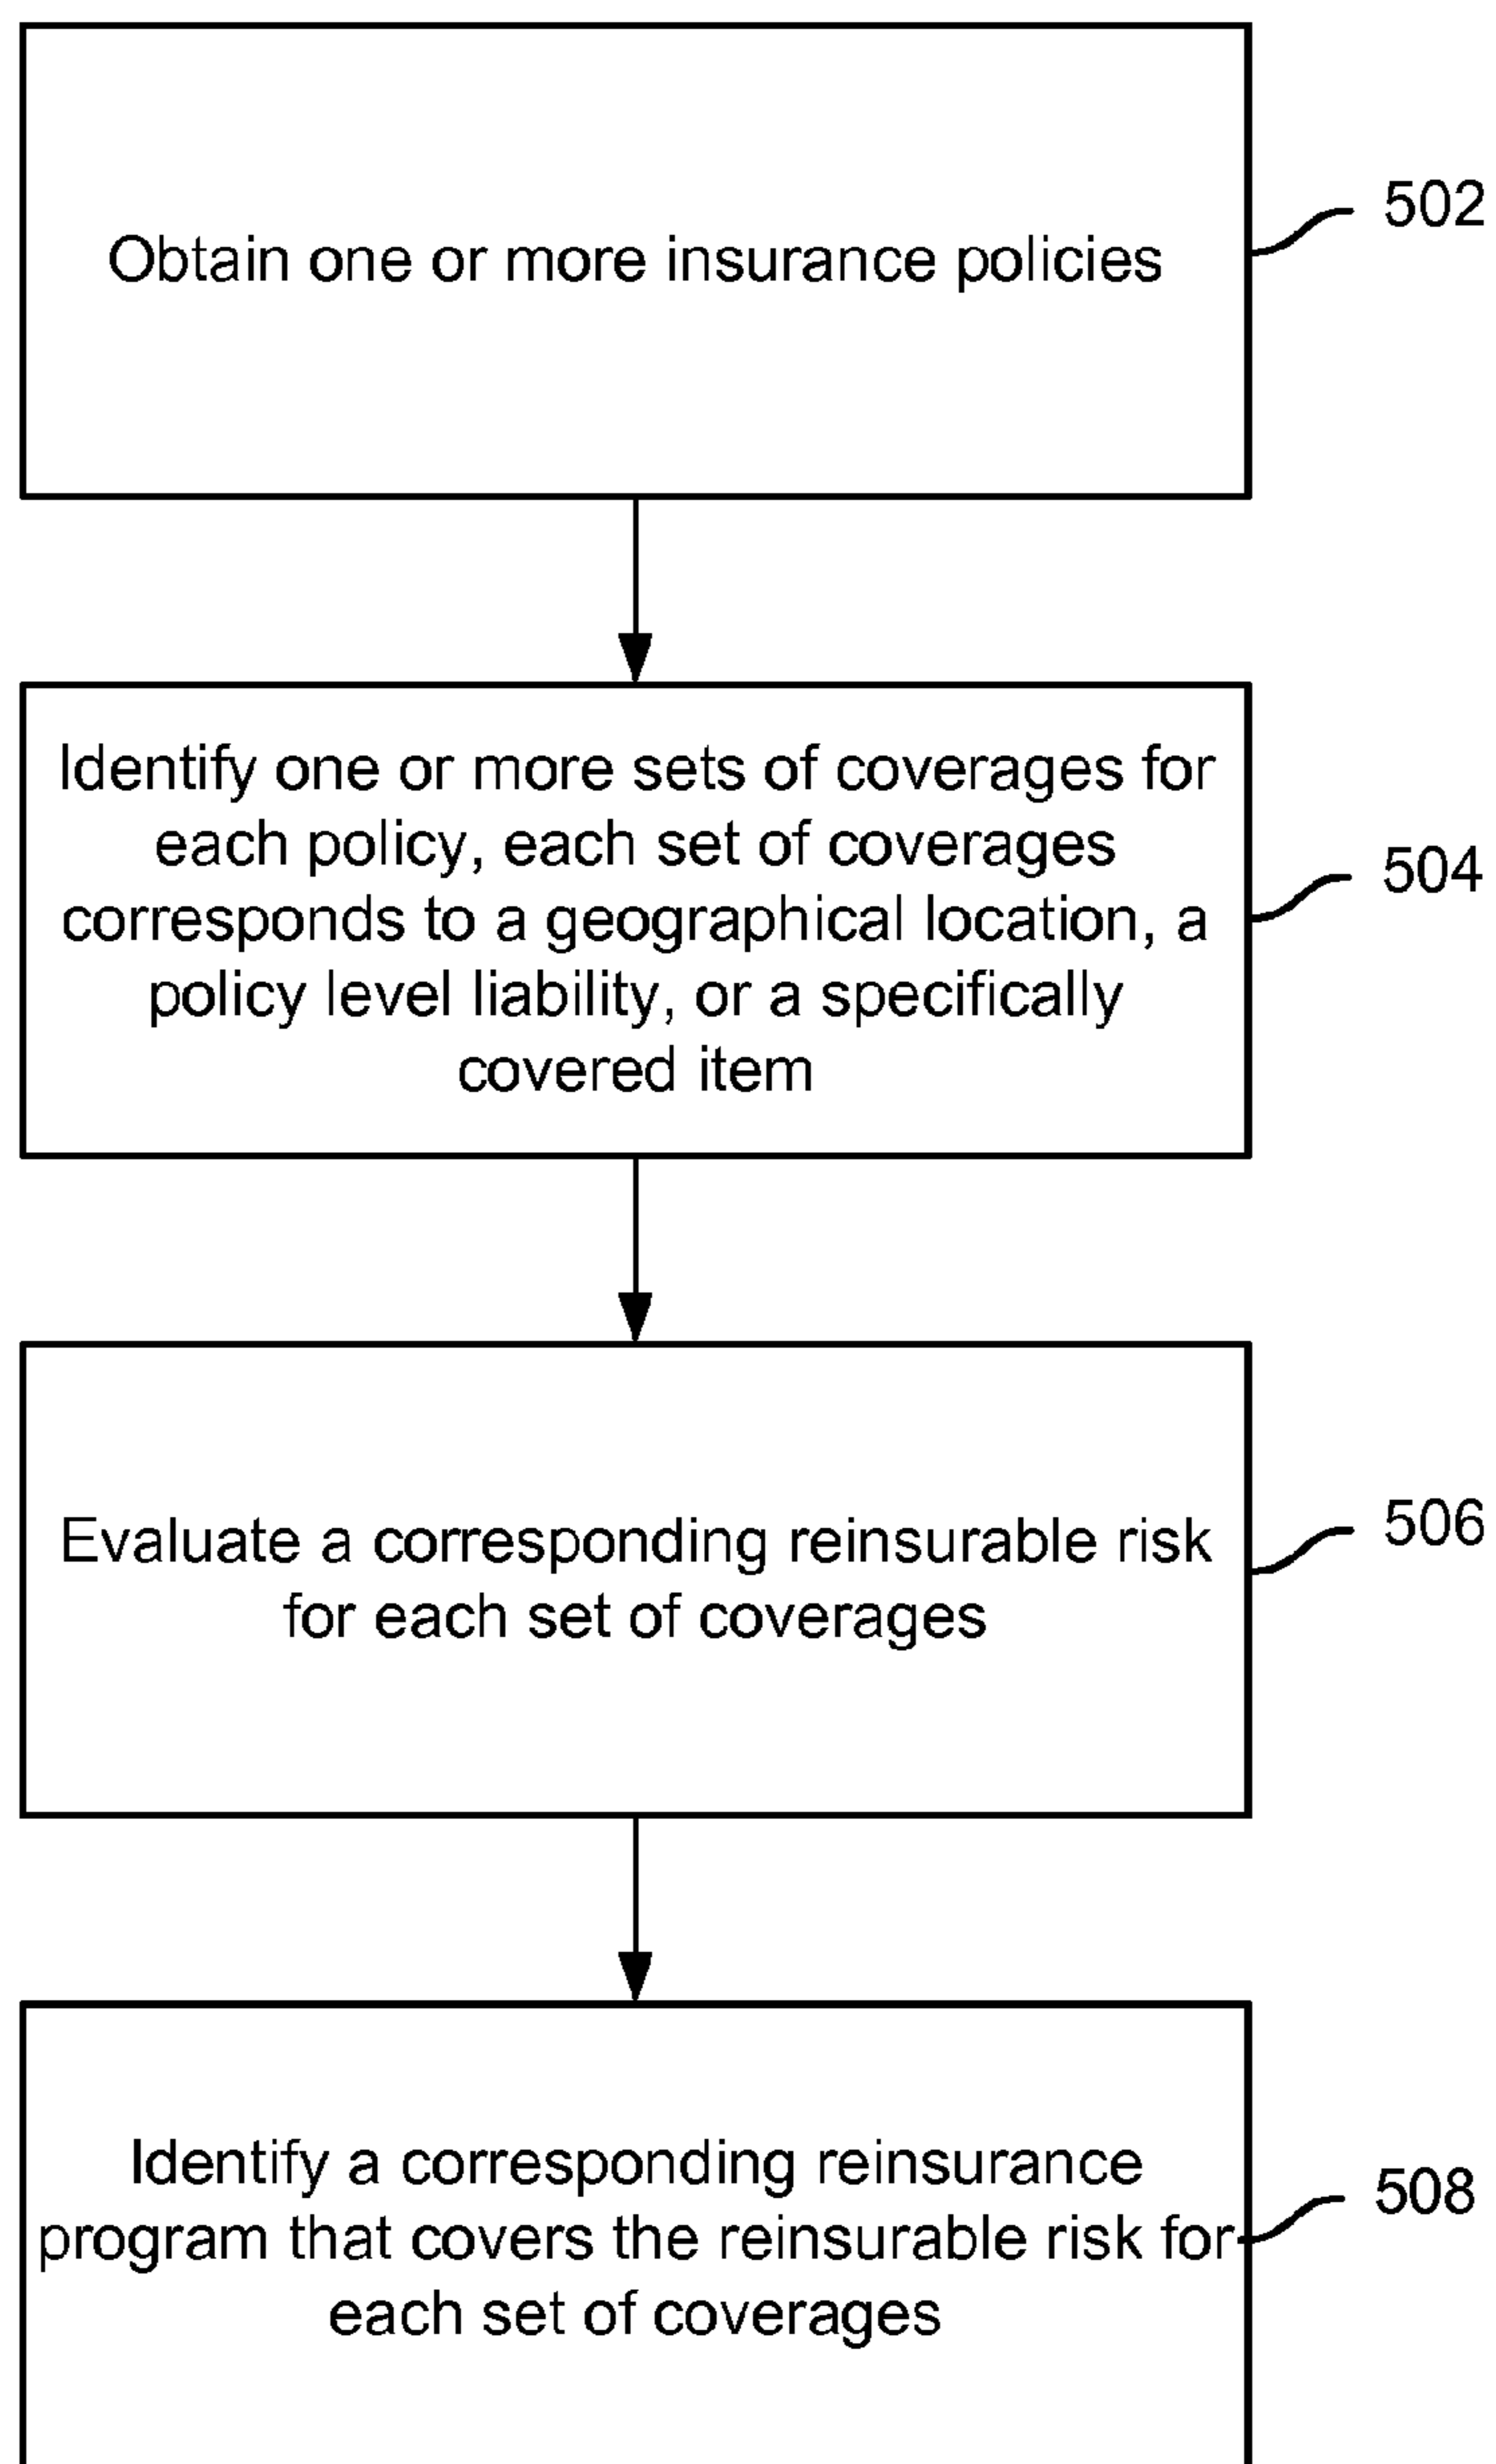 Obtain one or more insurance policies
502
Identify one or more sets of coverages for
each policy, each set of coverages
corresponds to a geographical location, a
policy level liability, or a specifically
covered item
504
Evaluate a corresponding reinsurable risk
for each set of coverages
506
Identify a corresponding reinsurance
program that covers the reinsurable risk for
each set of coverages
508